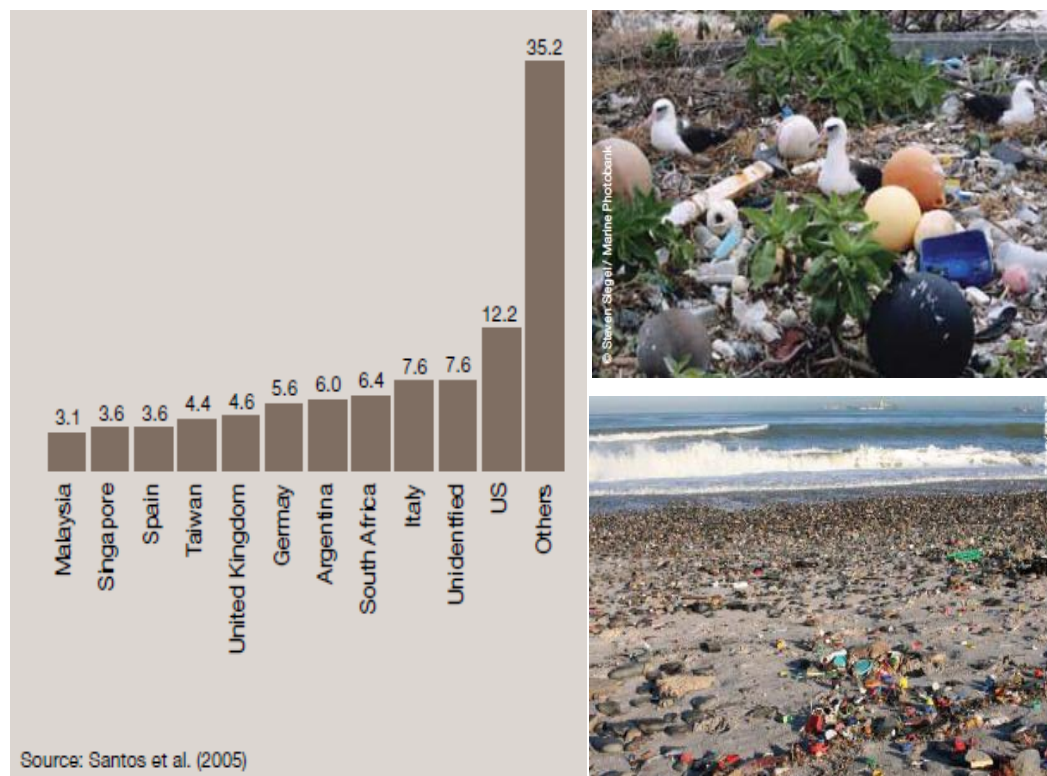 35.2
12.2
7.6
7.6
6.4
6.0
5.6
4.6
4.4
3.6
3.6
3.1
Malaysia
Singapore
Spain
Taiwan
United Kingdom
Germay
Argentina
South Africa
Italy
Unidentified
US
Others
Source: Santos et al. (2005)
© Steven Siegel / Marine Photobank